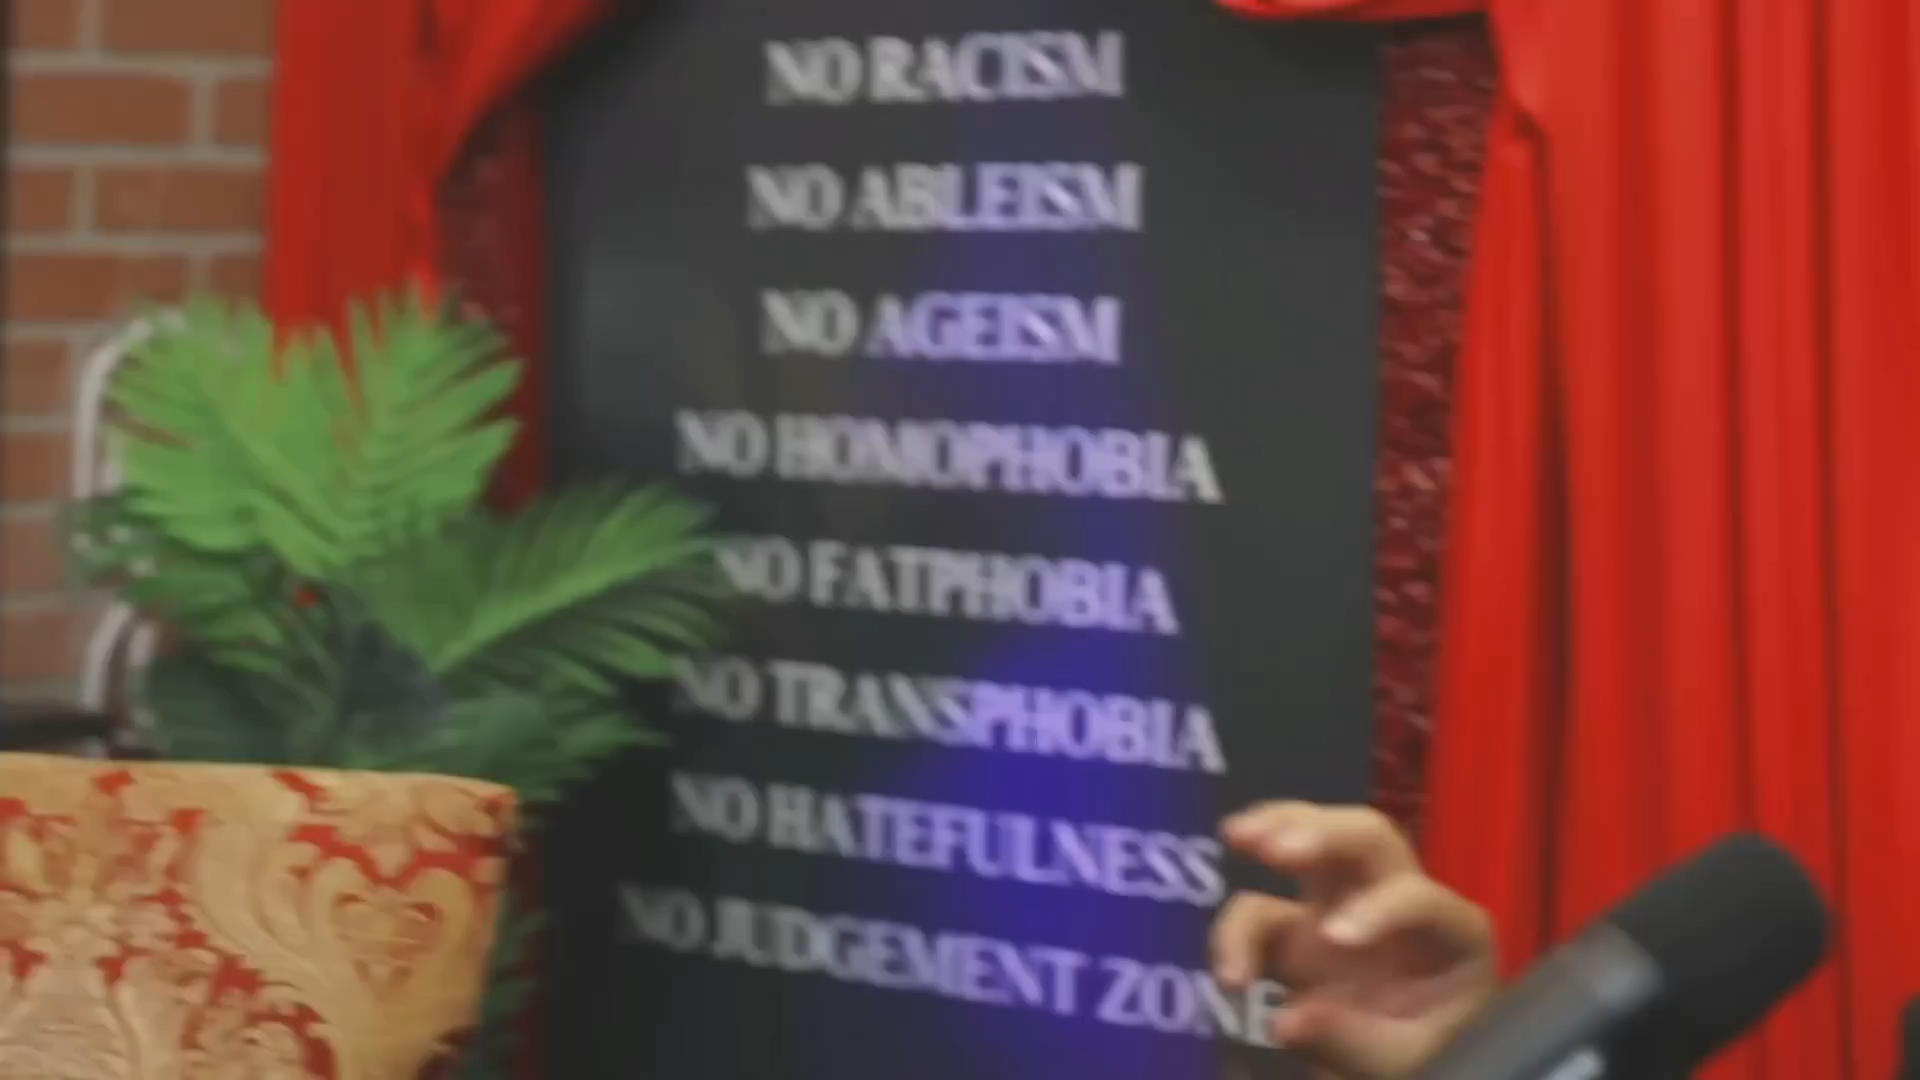 NO RACISM
NO ABLEISM
NO AGEISM
NO HOMOPHOBIA
NO FATPHOBIA
NO TRANSPHOBIA
NO HATEFULNESS
NO JUDGEMENT ZONE